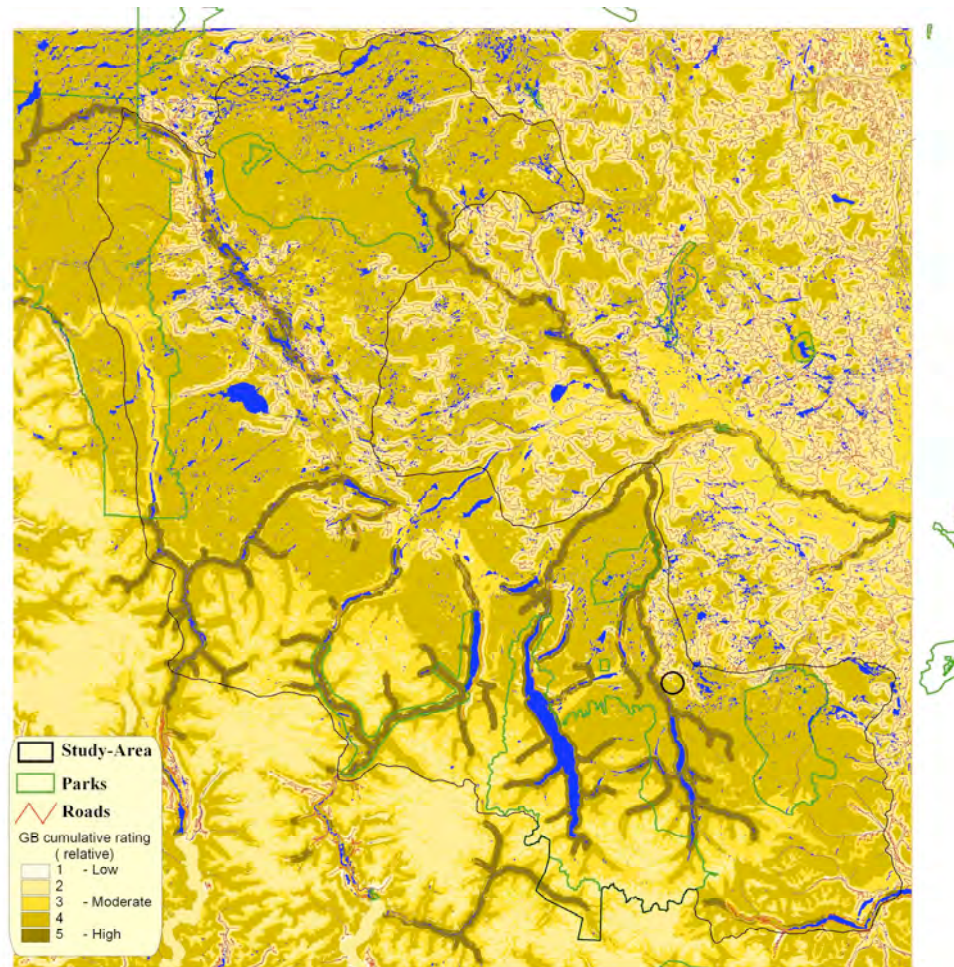 Study-Area
Parks
Roads
GB cumulative rating
( relative)
1 - Low
2
3 - Moderate
4
5 - High